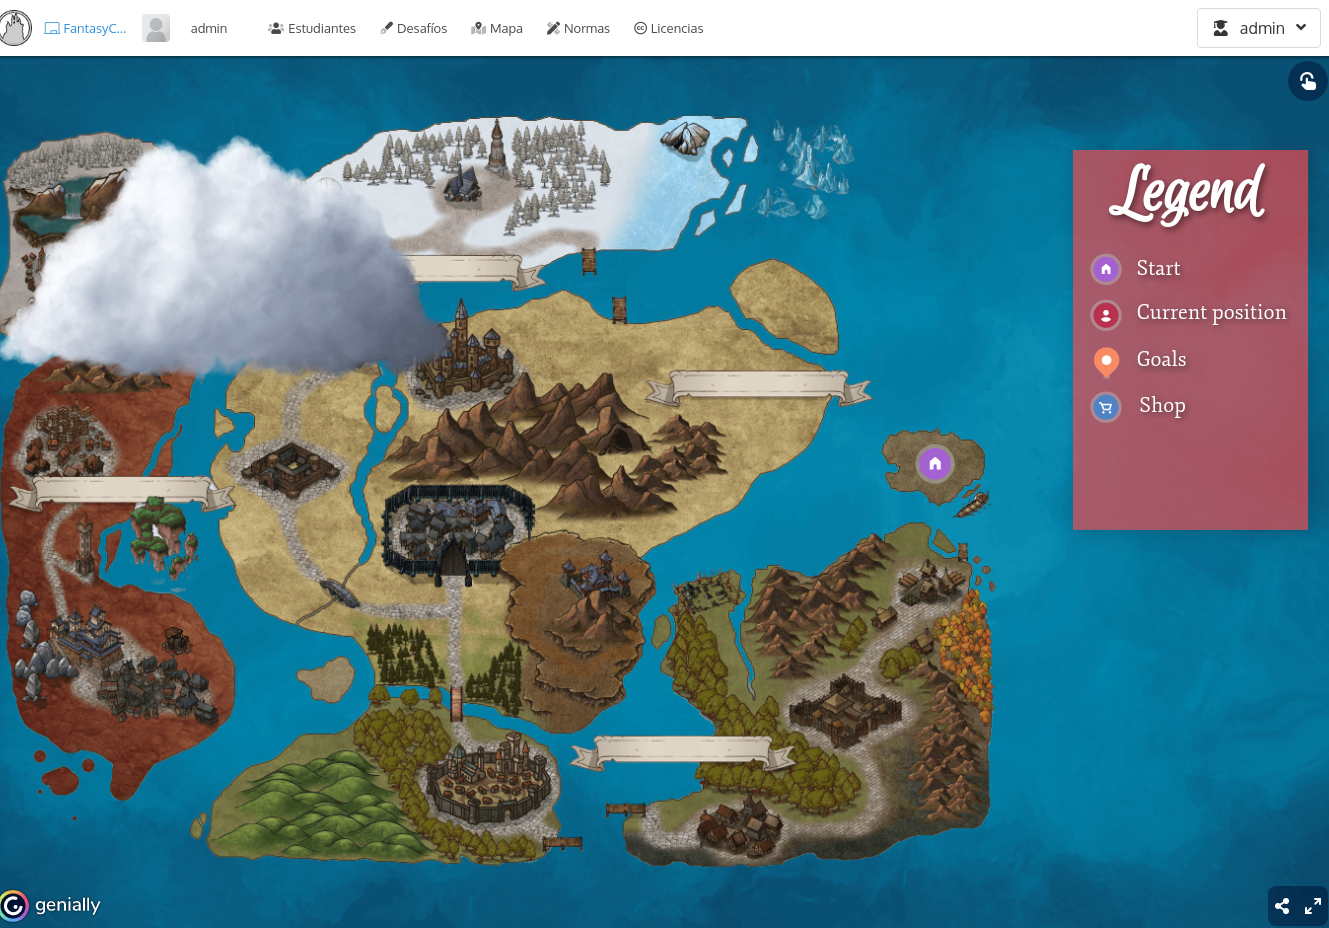 FantasyC...
admin
Estudiantes
Desafíos
Mapa
Normas
Licencias
admin
Legend
Start
Current position
Goals
Shop
genially